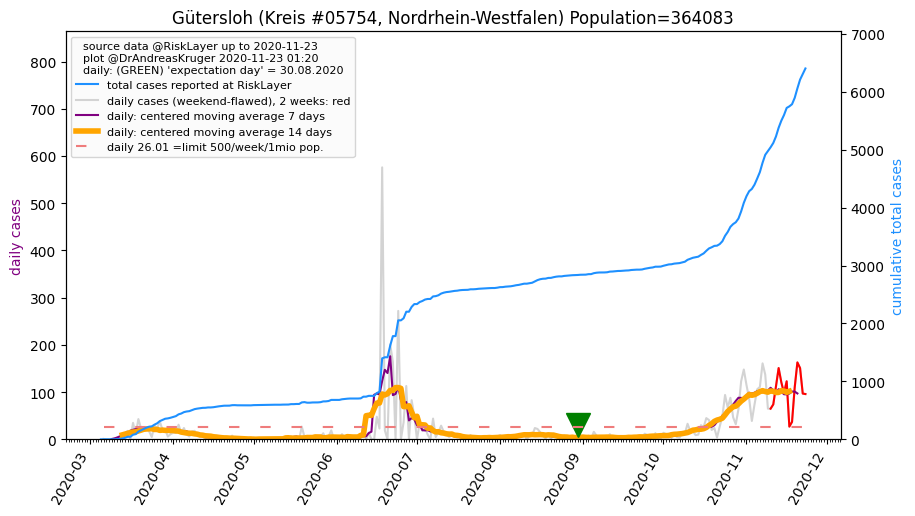 Gütersloh (Kreis #05754, Nordrhein-Westfalen) Population=364083
source data @RiskLayer up to 2020-11-23
plot @DrAndreasKruger 2020-11-23 01:20
daily: (GREEN) 'expectation day' = 30.08.2020
total cases reported at RiskLayer
daily cases (weekend-flawed), 2 weeks: red
daily: centered moving average 7 days
daily: centered moving average 14 days
daily 26.01 =limit 500/week/1mio pop.
daily cases
800
700
600
500
400
300
200
100
0
cumulative total cases
7000
6000
5000
4000
3000
2000
1000
0
2020-03
2020-04
2020-05
2020-06
2020-07
2020-08
2020-09
2020-10
2020-11
2020-12